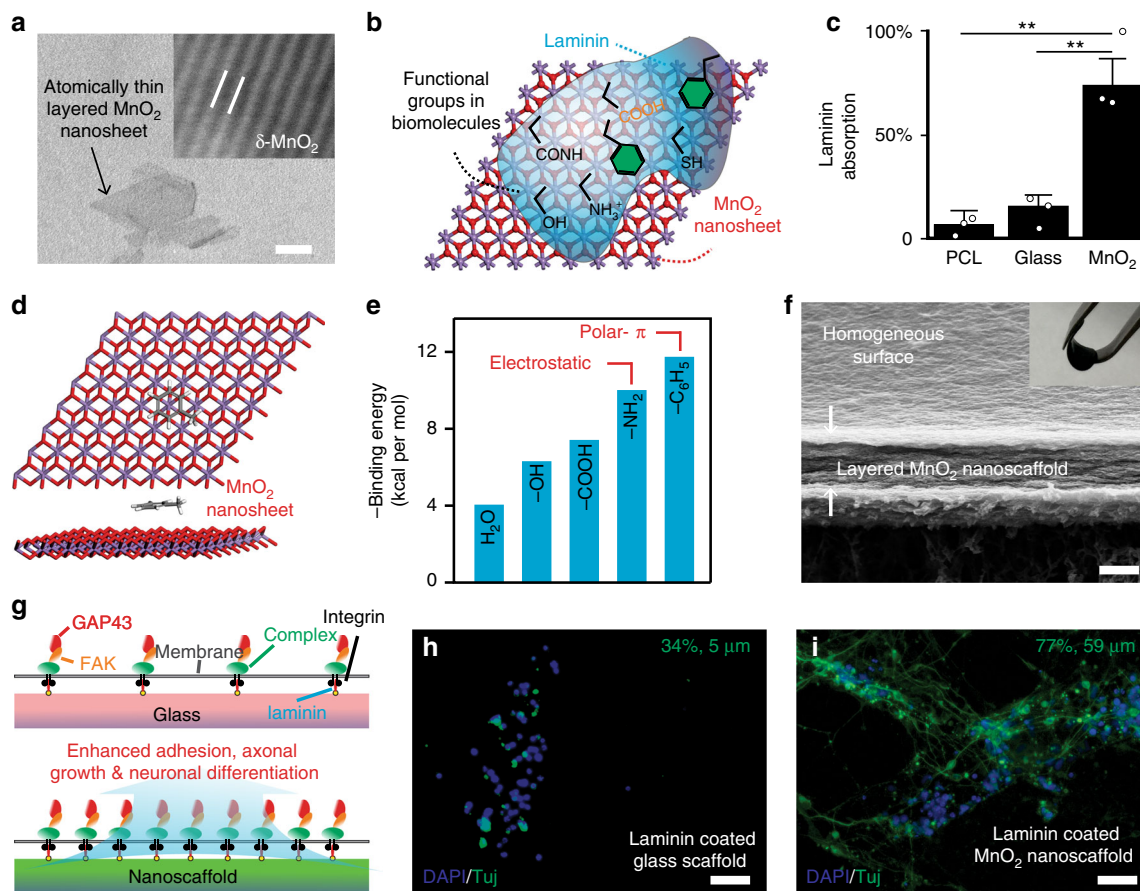 a
Atomically thin
layered MnO₂
nanosheet
δ-MnO₂
b
Laminin
Functional
groups in
biomolecules
COOH
CONH
SH
OH
NH₃⁺
MnO₂
nanosheet
c
**
**
100%
50%
0
Laminin
absorption
PCL
Glass
MnO₂
d
MnO₂
nanosheet
e
Polar- π
Electrostatic
12
8
4
0
–Binding energy
(kcal per mol)
H₂O
–OH
–COOH
–NH₂
–C₆H₅
f
Homogeneous
surface
Layered MnO₂ nanoscaffold
g
GAP43
FAK
Membrane
Complex
Integrin
laminin
Glass
Enhanced adhesion, axonal
growth & neuronal differentiation
Nanoscaffold
h
34%, 5 µm
Laminin coated
glass scaffold
DAPI/Tuj
i
77%, 59 µm
Laminin coated
MnO₂ nanoscaffold
DAPI/Tuj